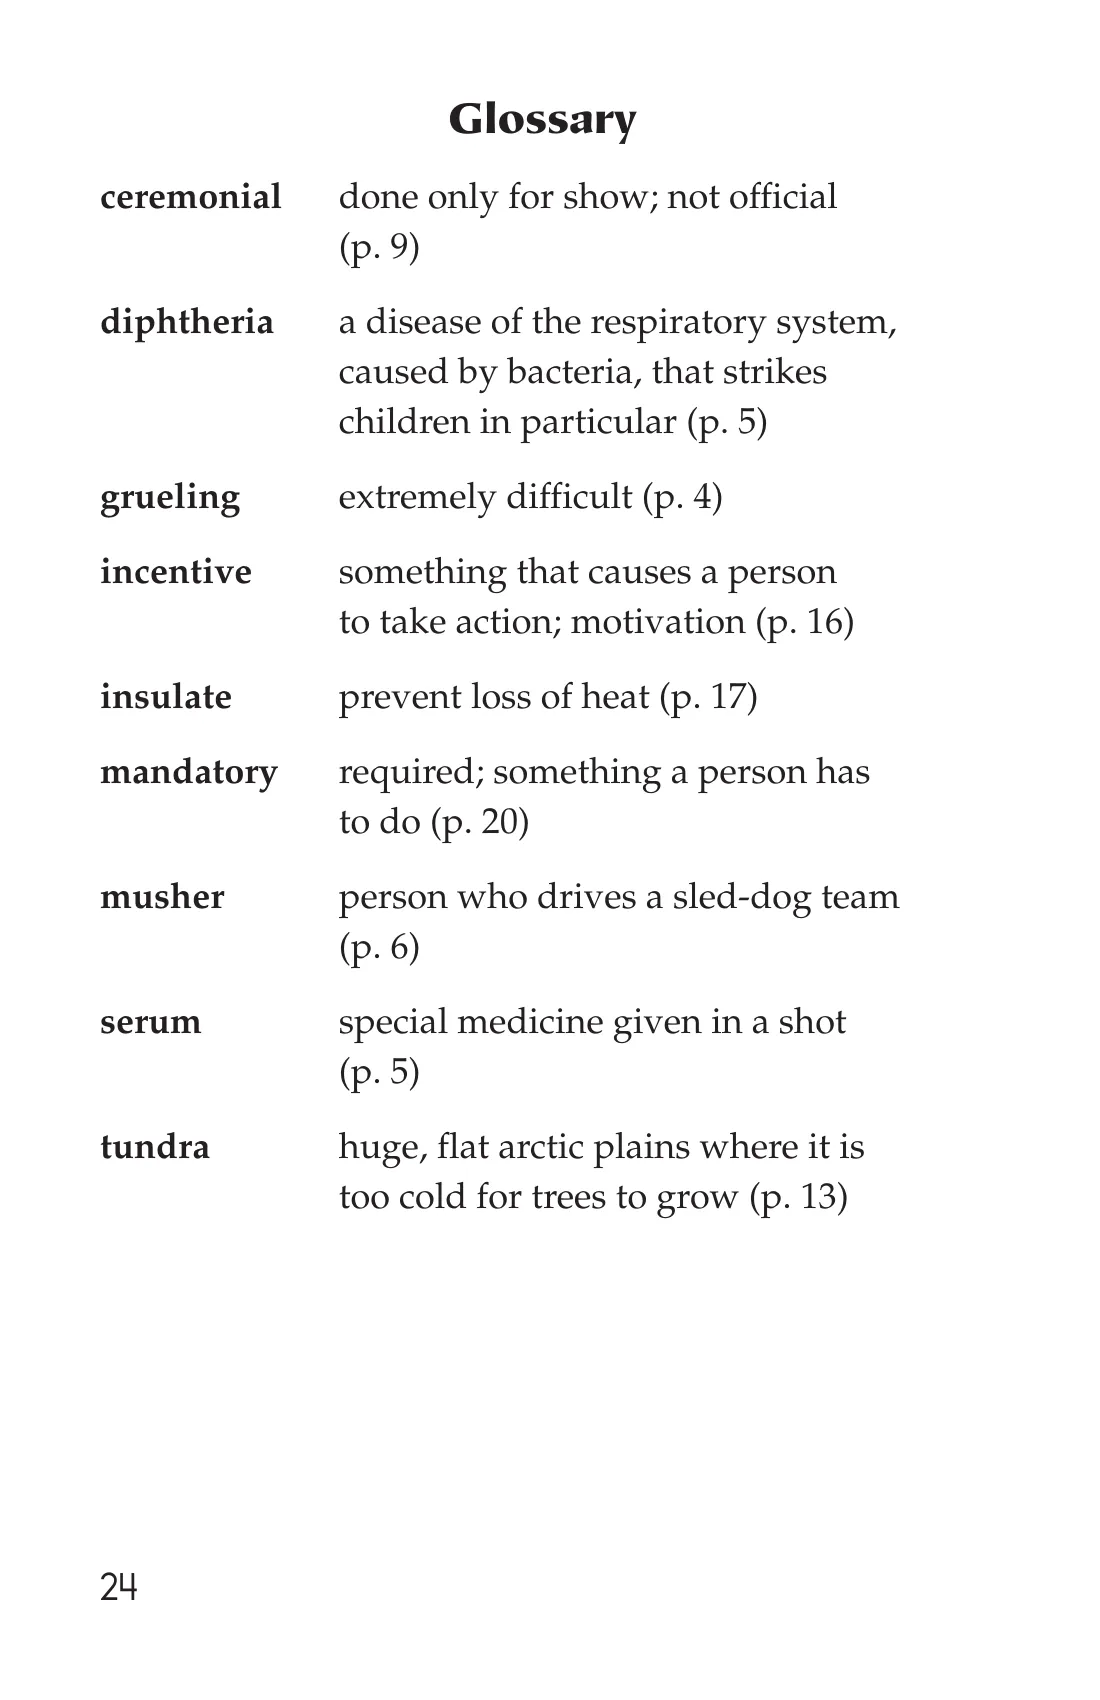 Glossary
ceremonial done only for show; not official
(p. 9)
diphtheria a disease of the respiratory system,
caused by bacteria, that strikes
children in particular (p. 5)
grueling extremely difficult (p. 4)
incentive something that causes a person
to take action; motivation (p. 16)
insulate prevent loss of heat (p. 17)
mandatory required; something a person has
to do (p. 20)
musher person who drives a sled-dog team
(p. 6)
serum special medicine given in a shot
(p. 5)
tundra huge, flat arctic plains where it is
too cold for trees to grow (p. 13)
24